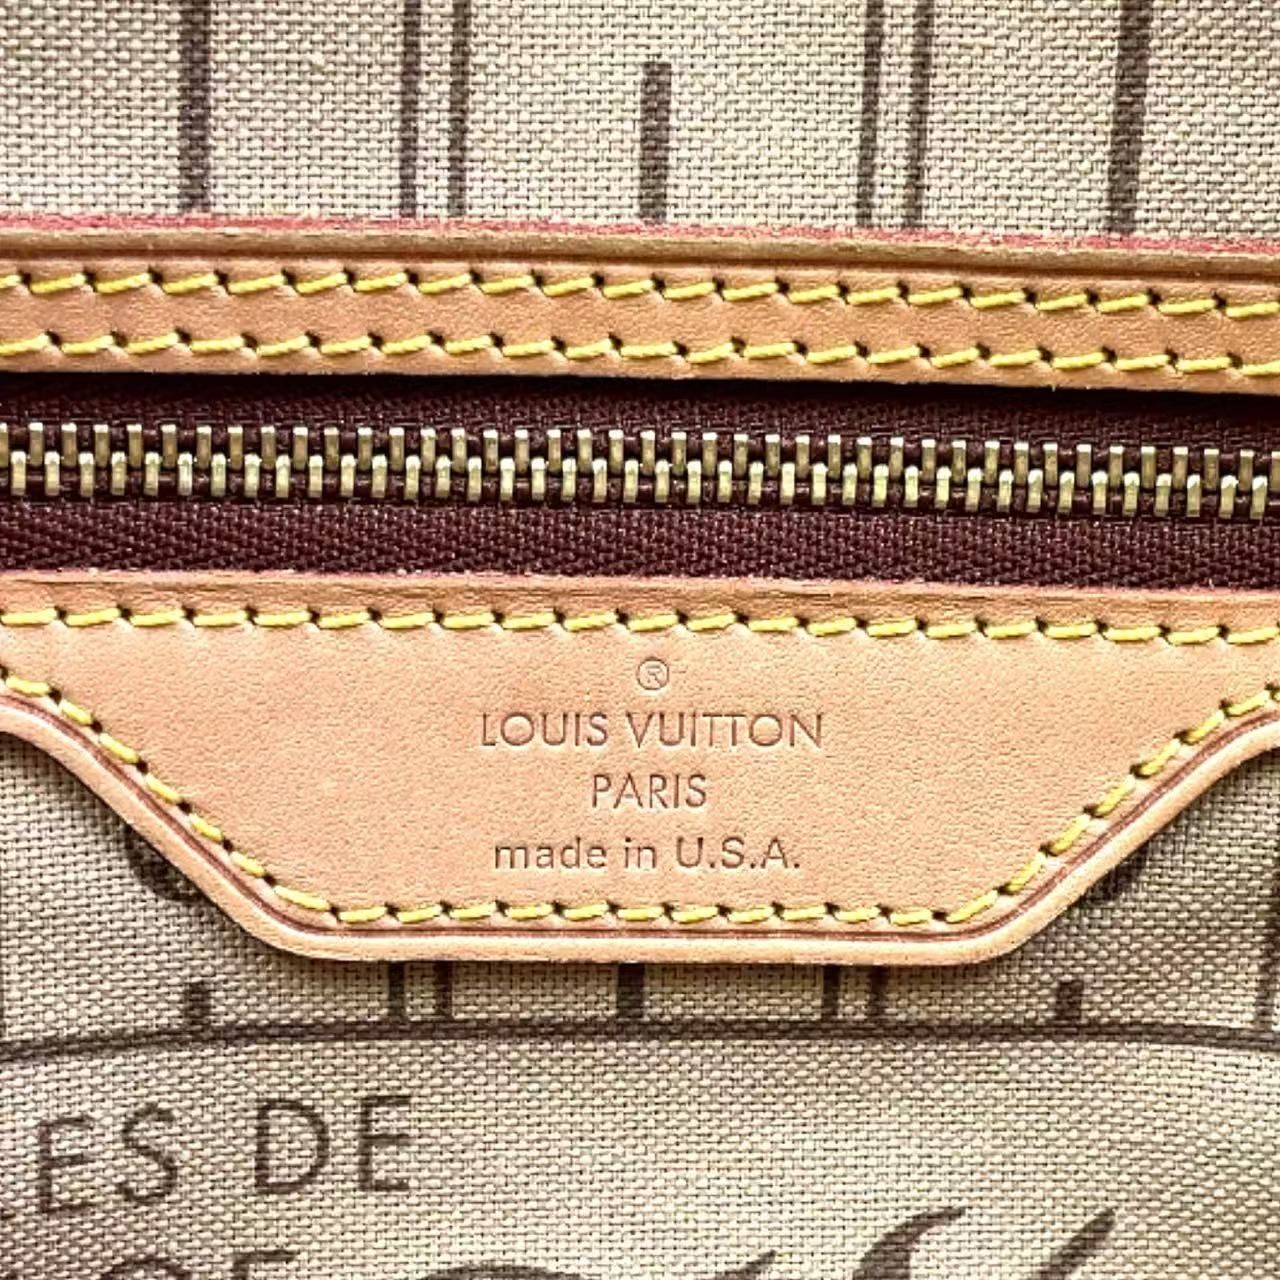 ®
LOUIS VUITTON
PARIS
made in U.S.A.
ES DE